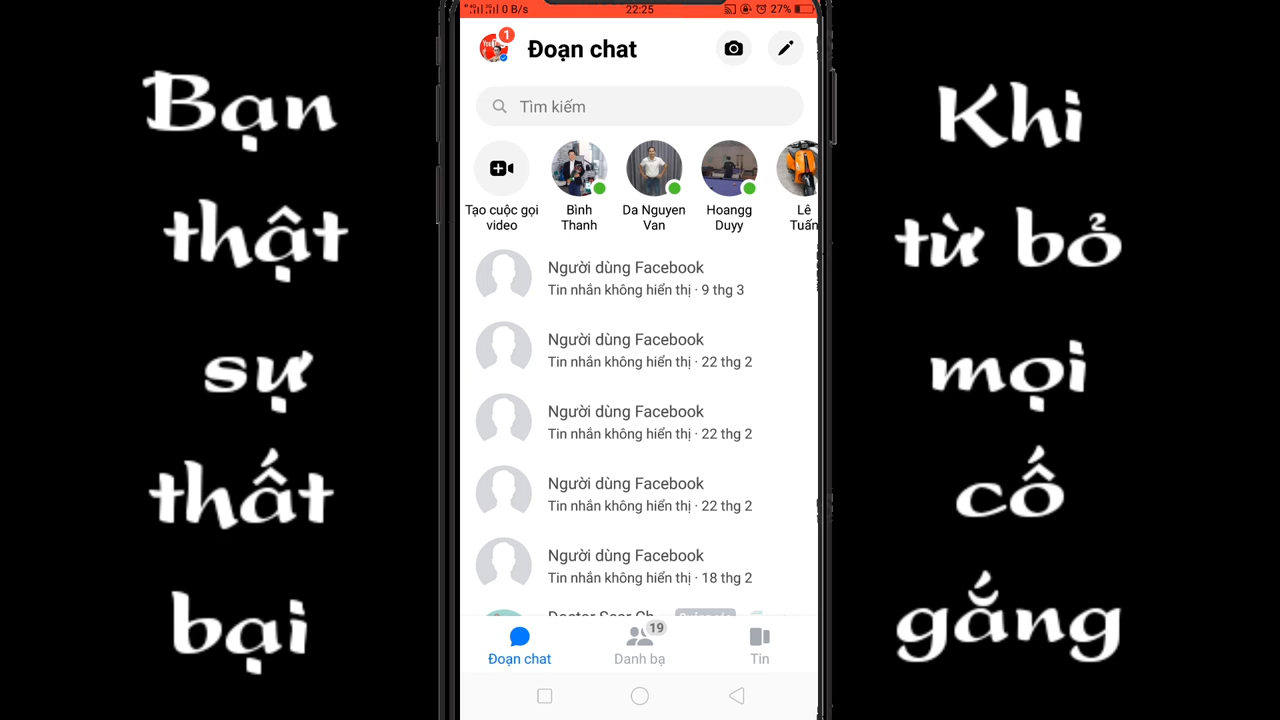 Bạn
thật
sự
thất
bại
22:25
0 B/s
27%
1
Đoạn chat
Tìm kiếm
Tạo cuộc gọi
video
Bình
Thanh
Da Nguyen
Van
Hoangg
Duyy
Lê
Tuấn
Người dùng Facebook
Tin nhắn không hiển thị · 9 thg 3
Người dùng Facebook
Tin nhắn không hiển thị · 22 thg 2
Người dùng Facebook
Tin nhắn không hiển thị · 22 thg 2
Người dùng Facebook
Tin nhắn không hiển thị · 22 thg 2
Người dùng Facebook
Tin nhắn không hiển thị · 18 thg 2
19
Đoạn chat
Danh bạ
Tin
Khi
từ bỏ
mọi
cố
gắng